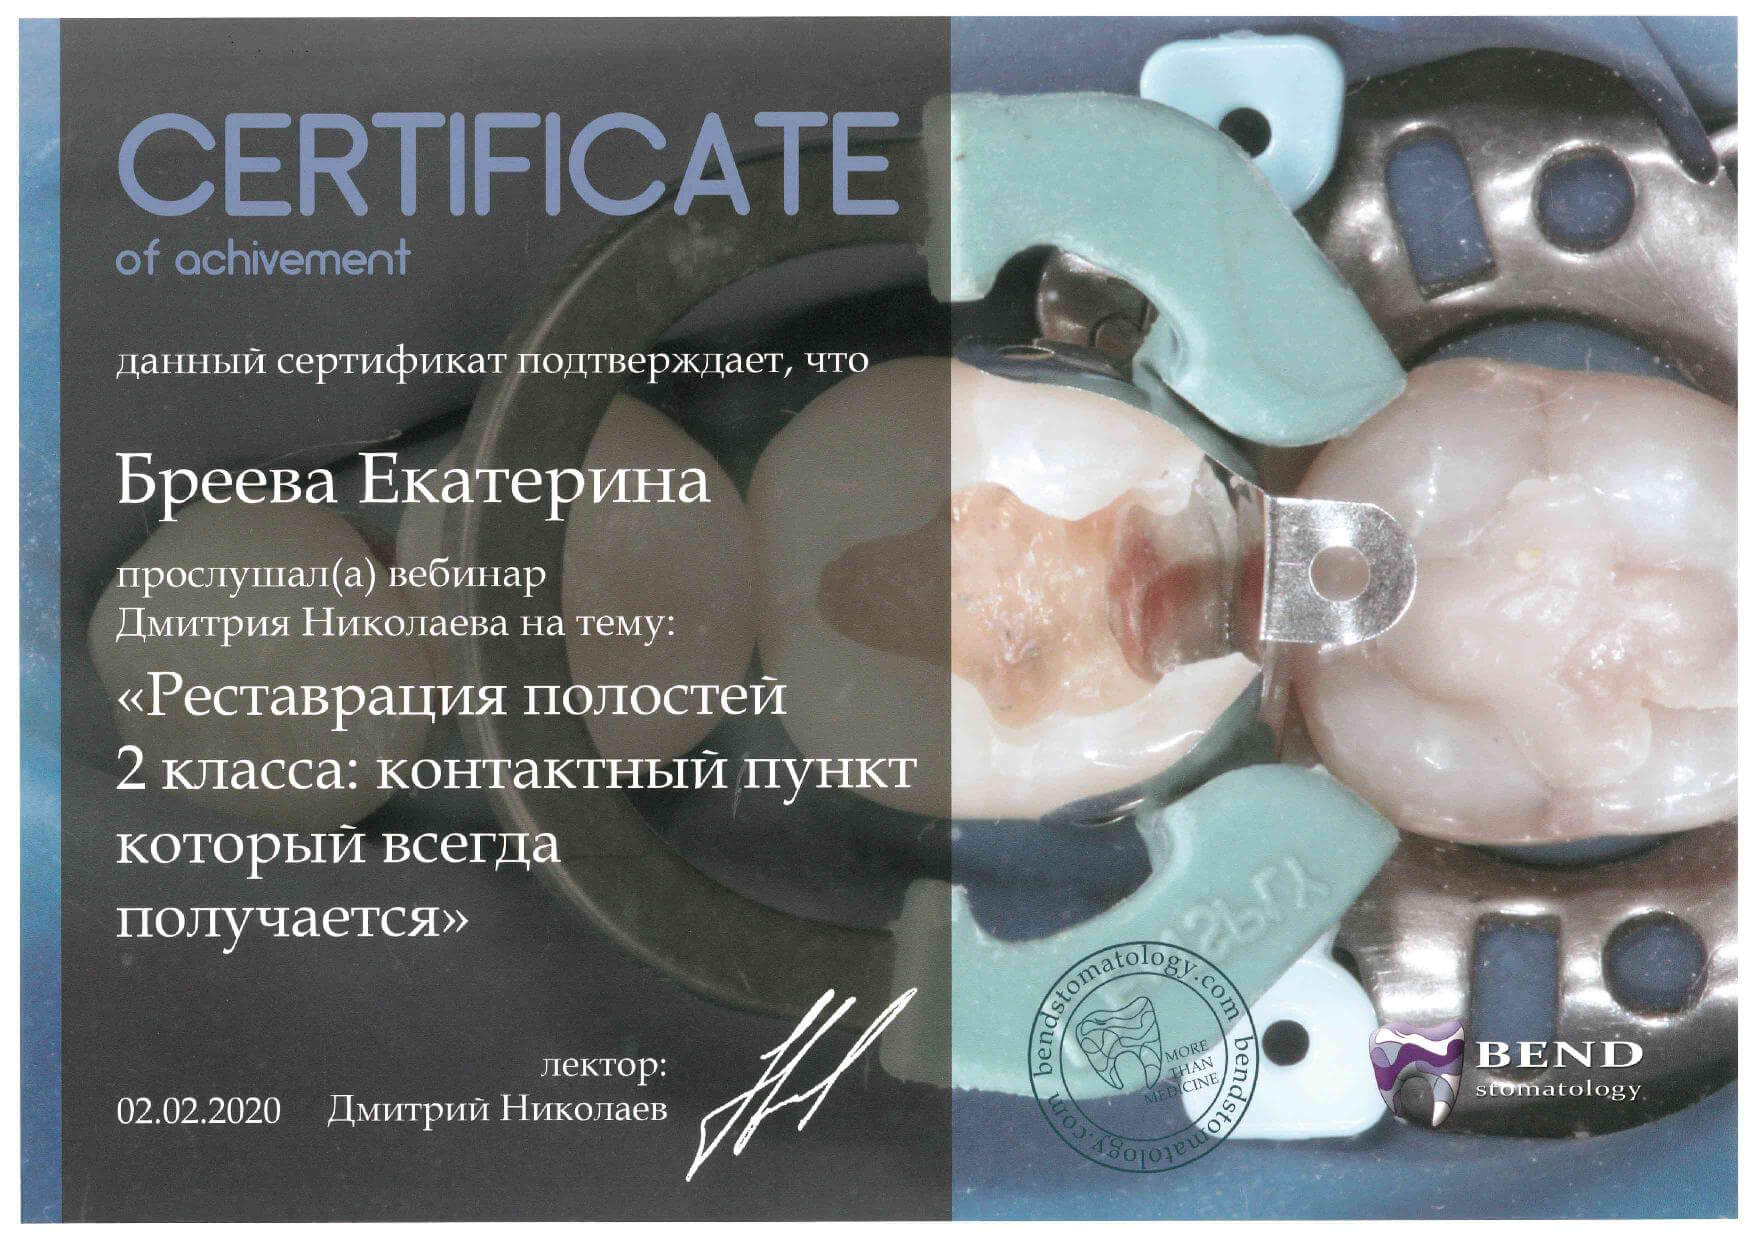 CERTIFICATE
of achivement
данный сертификат подтверждает, что
Бреева Екатерина
прослушал(а) вебинар
Дмитрия Николаева на тему:
«Реставрация полостей
2 класса: контактный пункт
который всегда
получается»
лектор:
02.02.2020 Дмитрий Николаев
bendstomatology.com bendstomatology.com
MORE
THAN
MEDICINE
BEND
stomatology